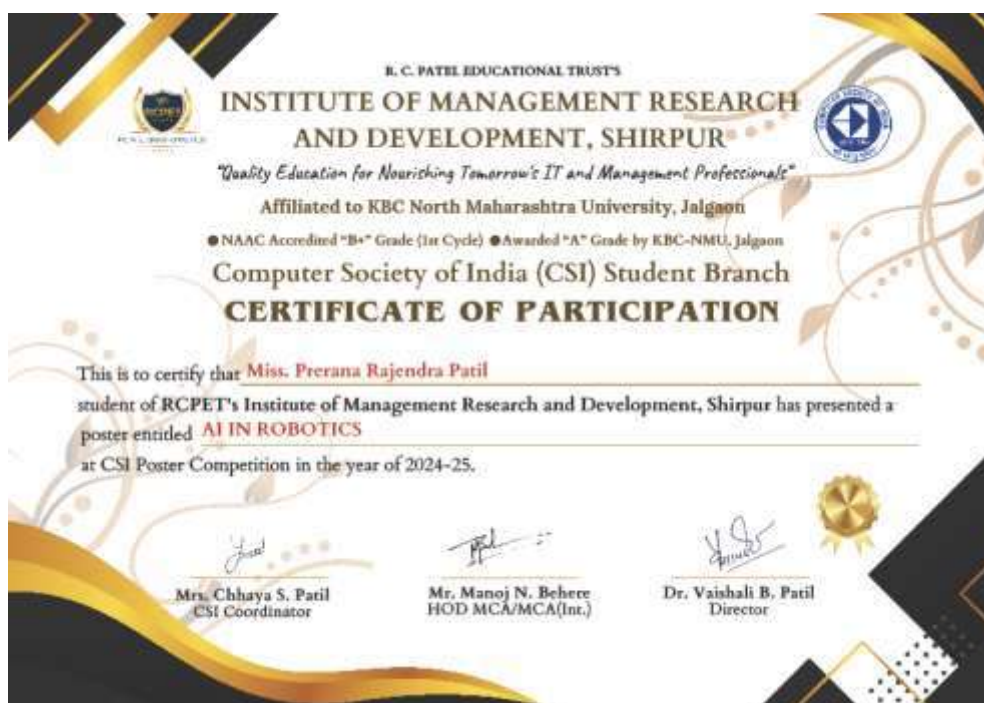 R. C. PATEL EDUCATIONAL TRUST'S
INSTITUTE OF MANAGEMENT RESEARCH
AND DEVELOPMENT, SHIRPUR
"Quality Education for Nourishing Tomorrow's IT and Management Professionals"
Affiliated to KBC North Maharashtra University, Jalgaon
●NAAC Accredited "B+" Grade (1st Cycle) ●Awarded "A" Grade by KBC-NMU, Jalgaon
Computer Society of India (CSI) Student Branch
CERTIFICATE OF PARTICIPATION
This is to certify that Miss. Prerana Rajendra Patil
student of RCPET's Institute of Management Research and Development, Shirpur has presented a
poster entitled AI IN ROBOTICS
at CSI Poster Competition in the year of 2024-25.
Mrs. Chhaya S. Patil
CSI Coordinator
Mr. Manoj N. Behere
HOD MCA/MCA(Int.)
Dr. Vaishali B. Patil
Director
RCPET
COMPUTER SOCIETY OF INDIA